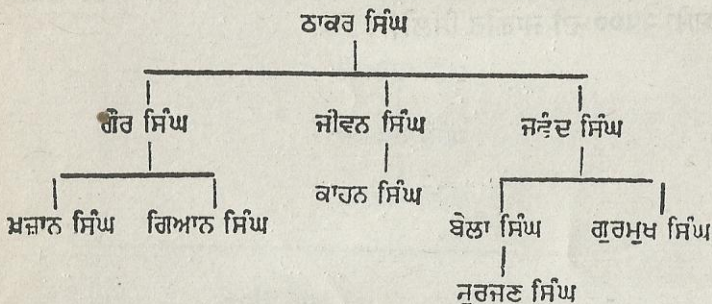 ਠਾਕਰ ਸਿੰਘ
ਗੌਰ ਸਿੰਘ ਜੀਵਨ ਸਿੰਘ ਜਵੰਦ ਸਿੰਘ
ਕਾਹਨ ਸਿੰਘ
ਖ਼ਜ਼ਾਨ ਸਿੰਘ ਗਿਆਨ ਸਿੰਘ ਬੇਲਾ ਸਿੰਘ ਗੁਰਮੁਖ ਸਿੰਘ
ਸੁਰਜਣ ਸਿੰਘ